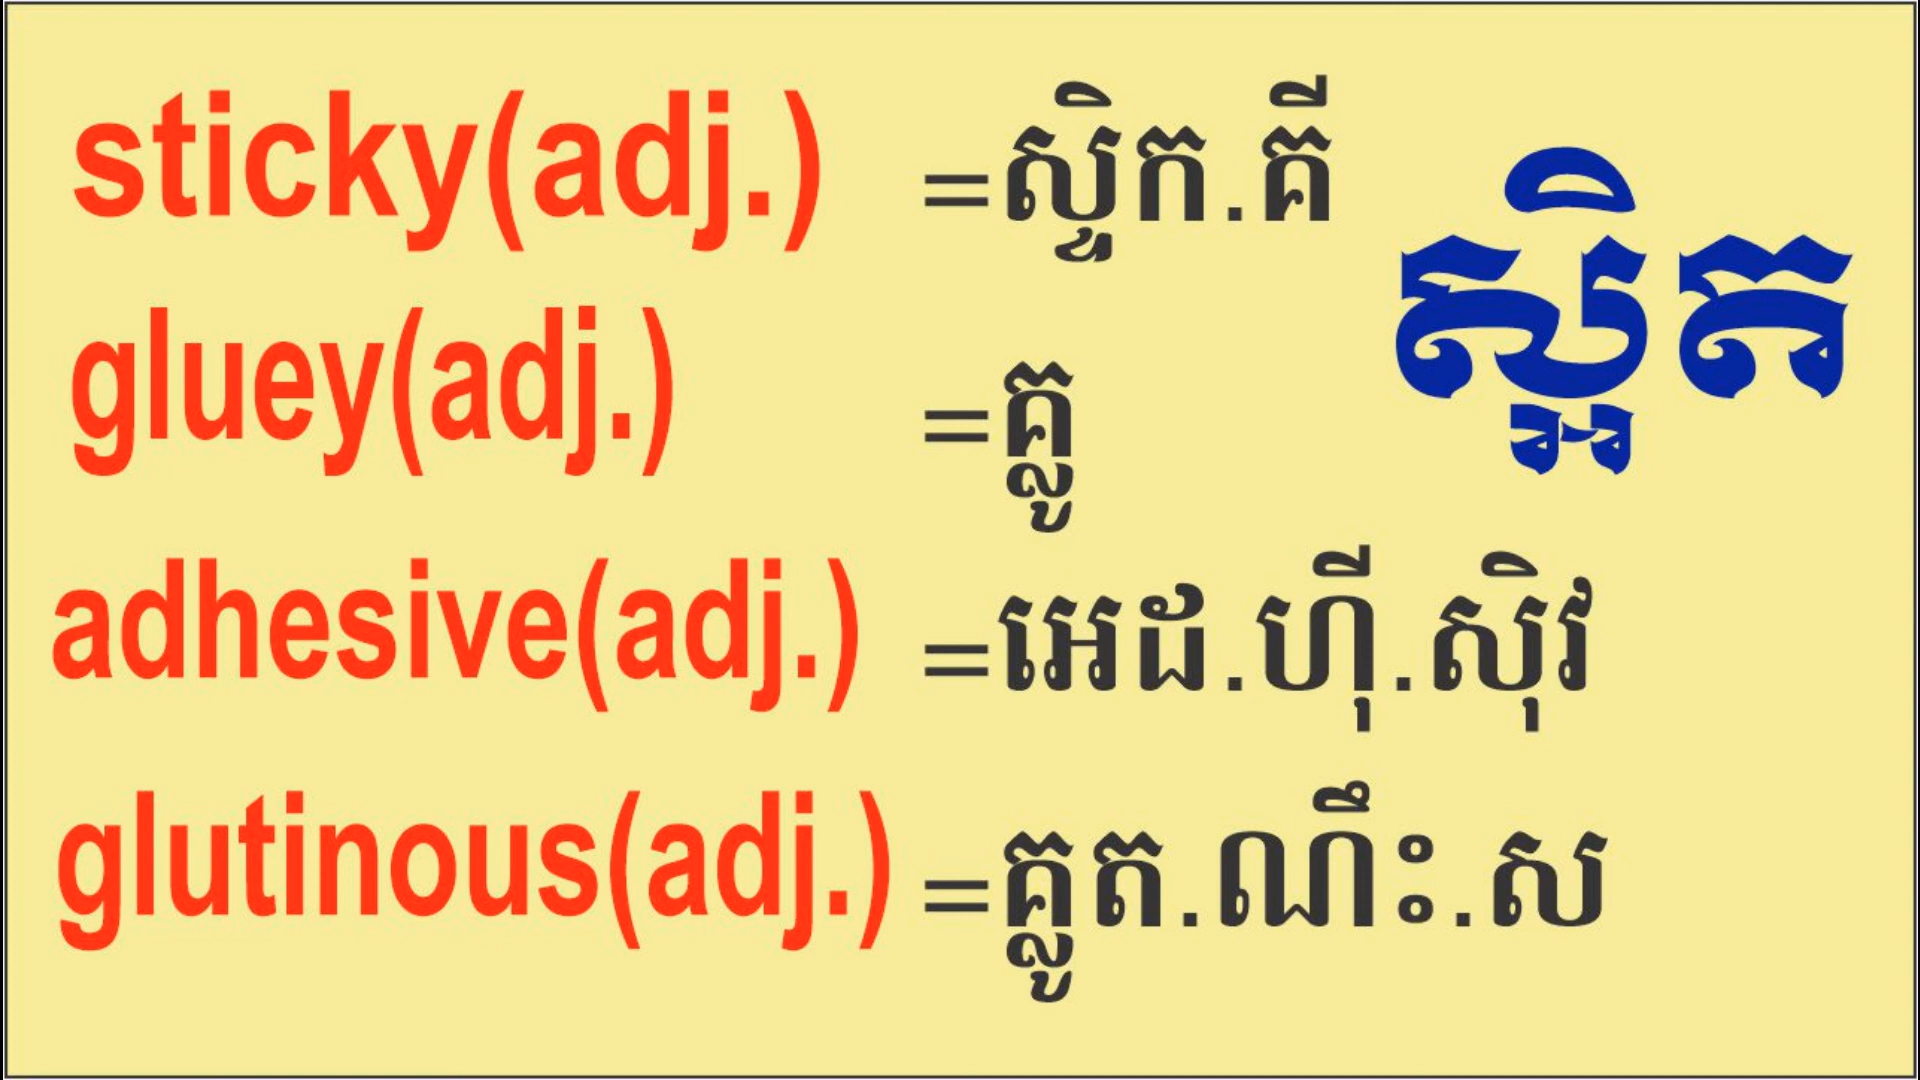 sticky(adj.) =ស្ទិក.គី
ស្អិត
gluey(adj.) =គ្លូ
adhesive(adj.) =អេដ.ហ៊ី.ស៊ិវ
glutinous(adj.) =គ្លូត.ណឹះ.ស